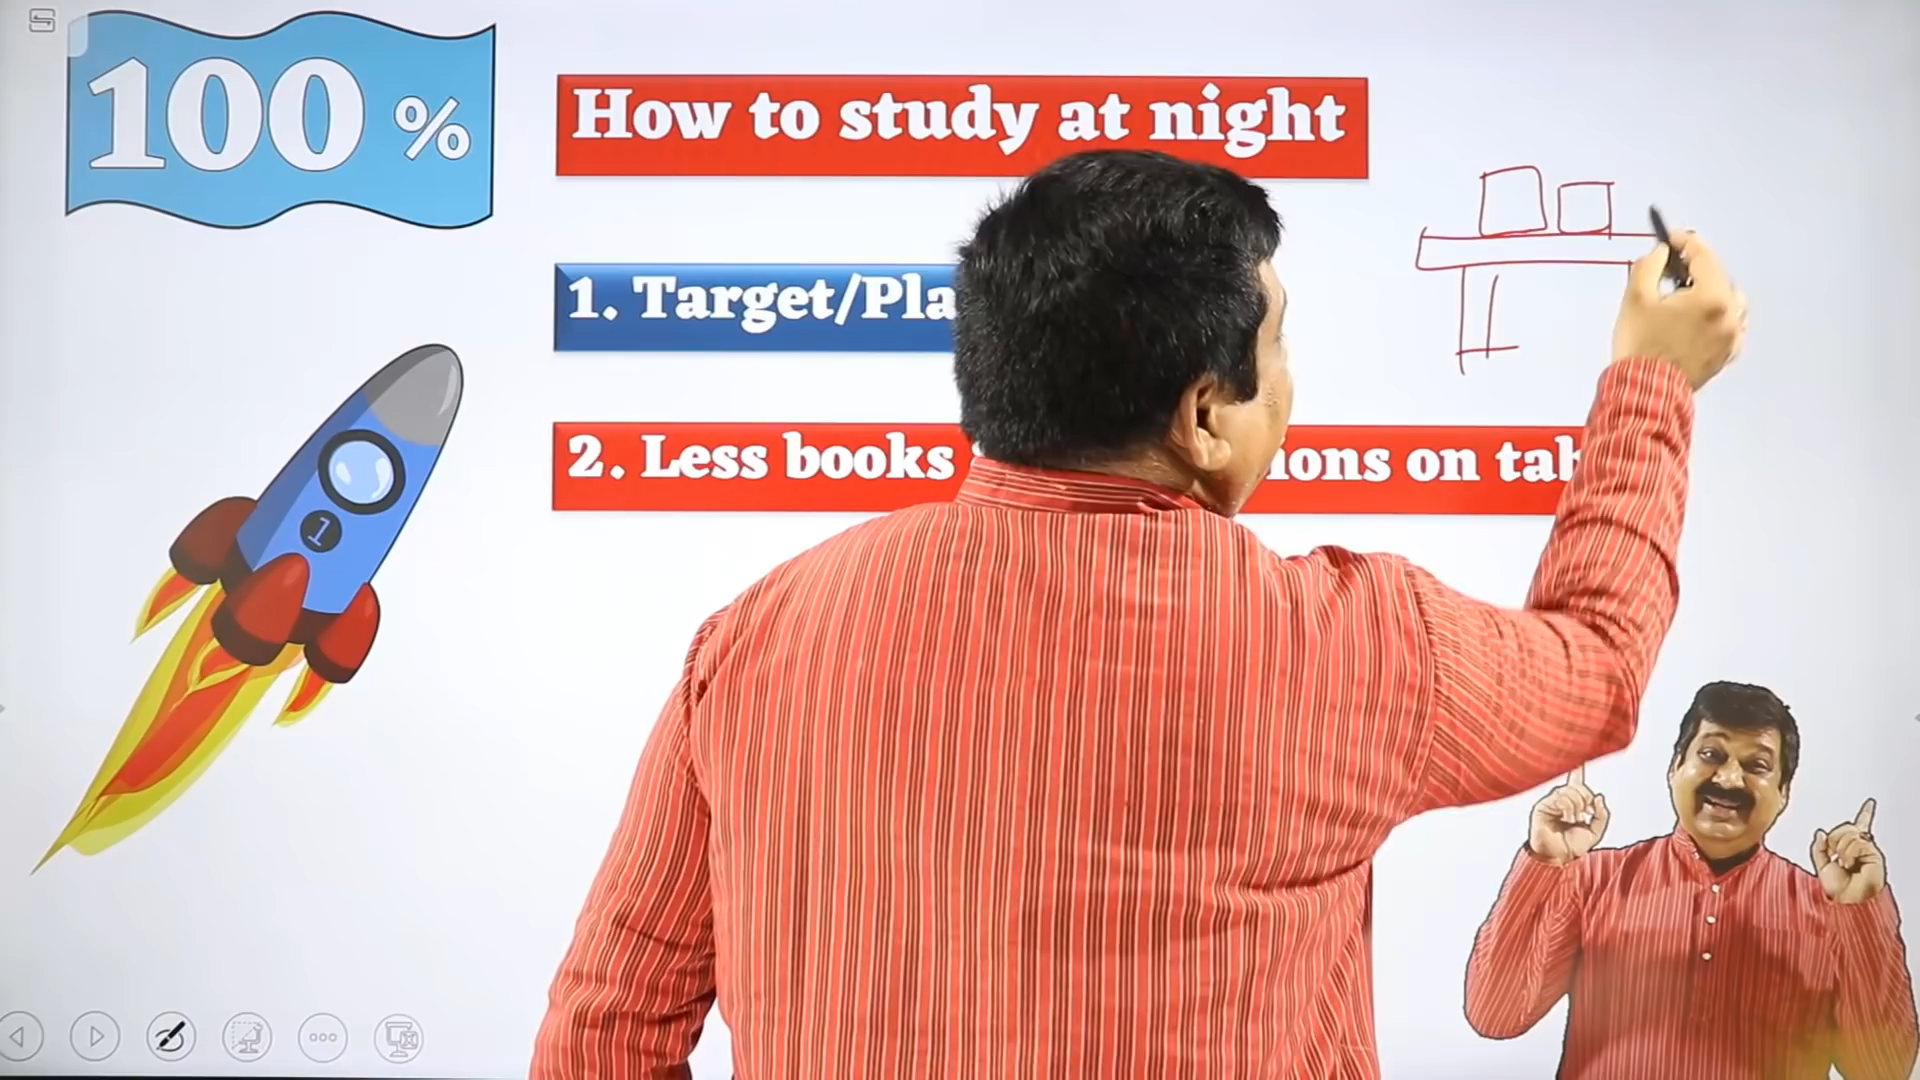 100 %
How to study at night
1. Target/Pla
2. Less books ions on tab
1